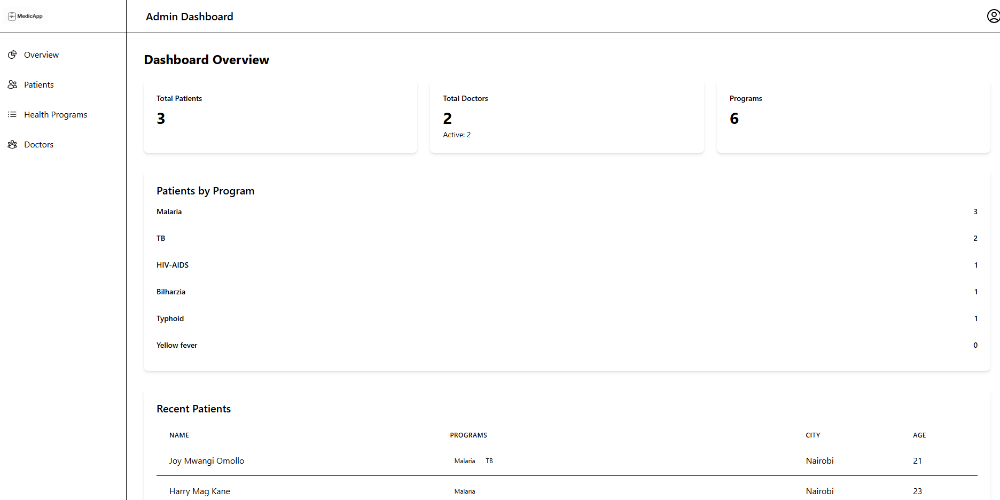 MedicApp
Admin Dashboard
Overview
Patients
Health Programs
Doctors
Dashboard Overview
Total Patients
3
Total Doctors
2
Active: 2
Programs
6
Patients by Program
Malaria 3
TB 2
HIV-AIDS 1
Bilharzia 1
Typhoid 1
Yellow fever 0
Recent Patients
NAME PROGRAMS CITY AGE
Joy Mwangi Omollo Malaria TB Nairobi 21
Harry Mag Kane Malaria Nairobi 23